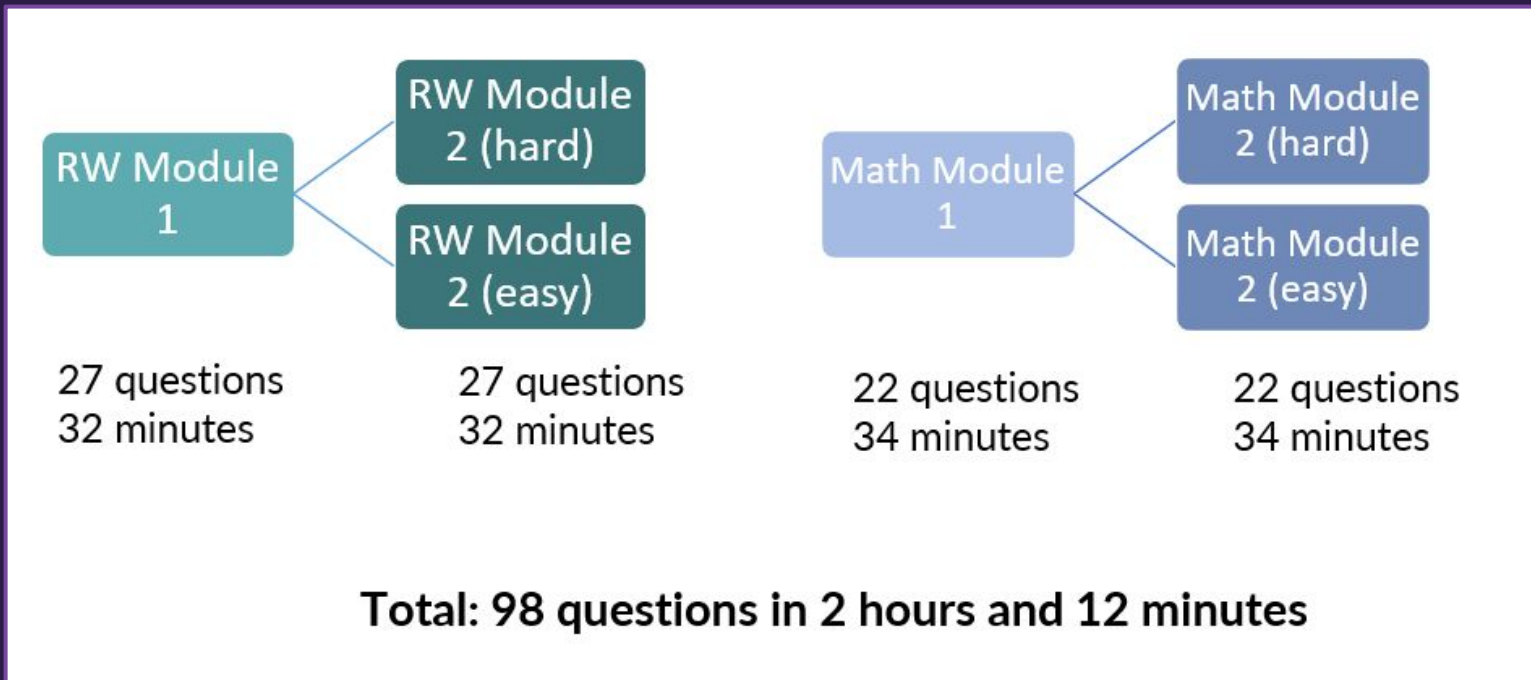 RW Module
1
RW Module
2 (hard)
RW Module
2 (easy)
27 questions
32 minutes
27 questions
32 minutes
Math Module
1
Math Module
2 (hard)
Math Module
2 (easy)
22 questions
34 minutes
22 questions
34 minutes
Total: 98 questions in 2 hours and 12 minutes